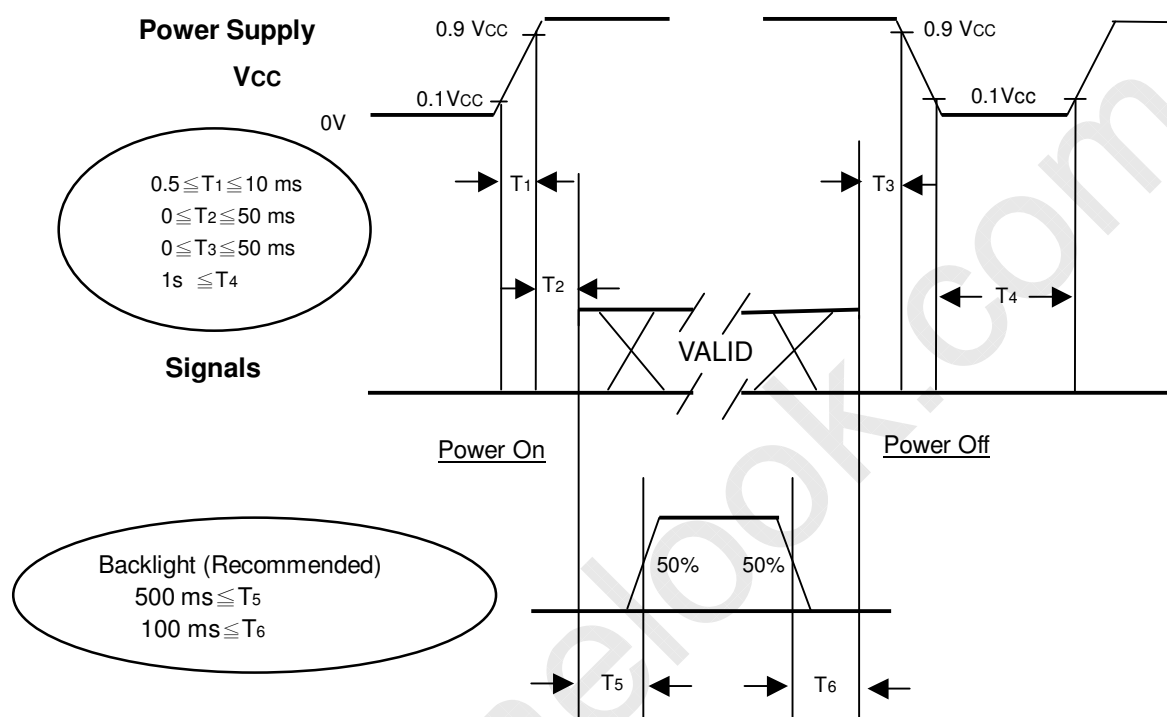 Power Supply
VCC
0.9 VCC
0.1VCC
0V
0.9 VCC
0.1VCC
0.5≦T1≦10 ms
0≦T2≦50 ms
0≦T3≦50 ms
1s ≦T4
T1
T2
T3
T4
VALID
Signals
Power On
Power Off
Backlight (Recommended)
500 ms≦T5
100 ms≦T6
50%
50%
T5
T6